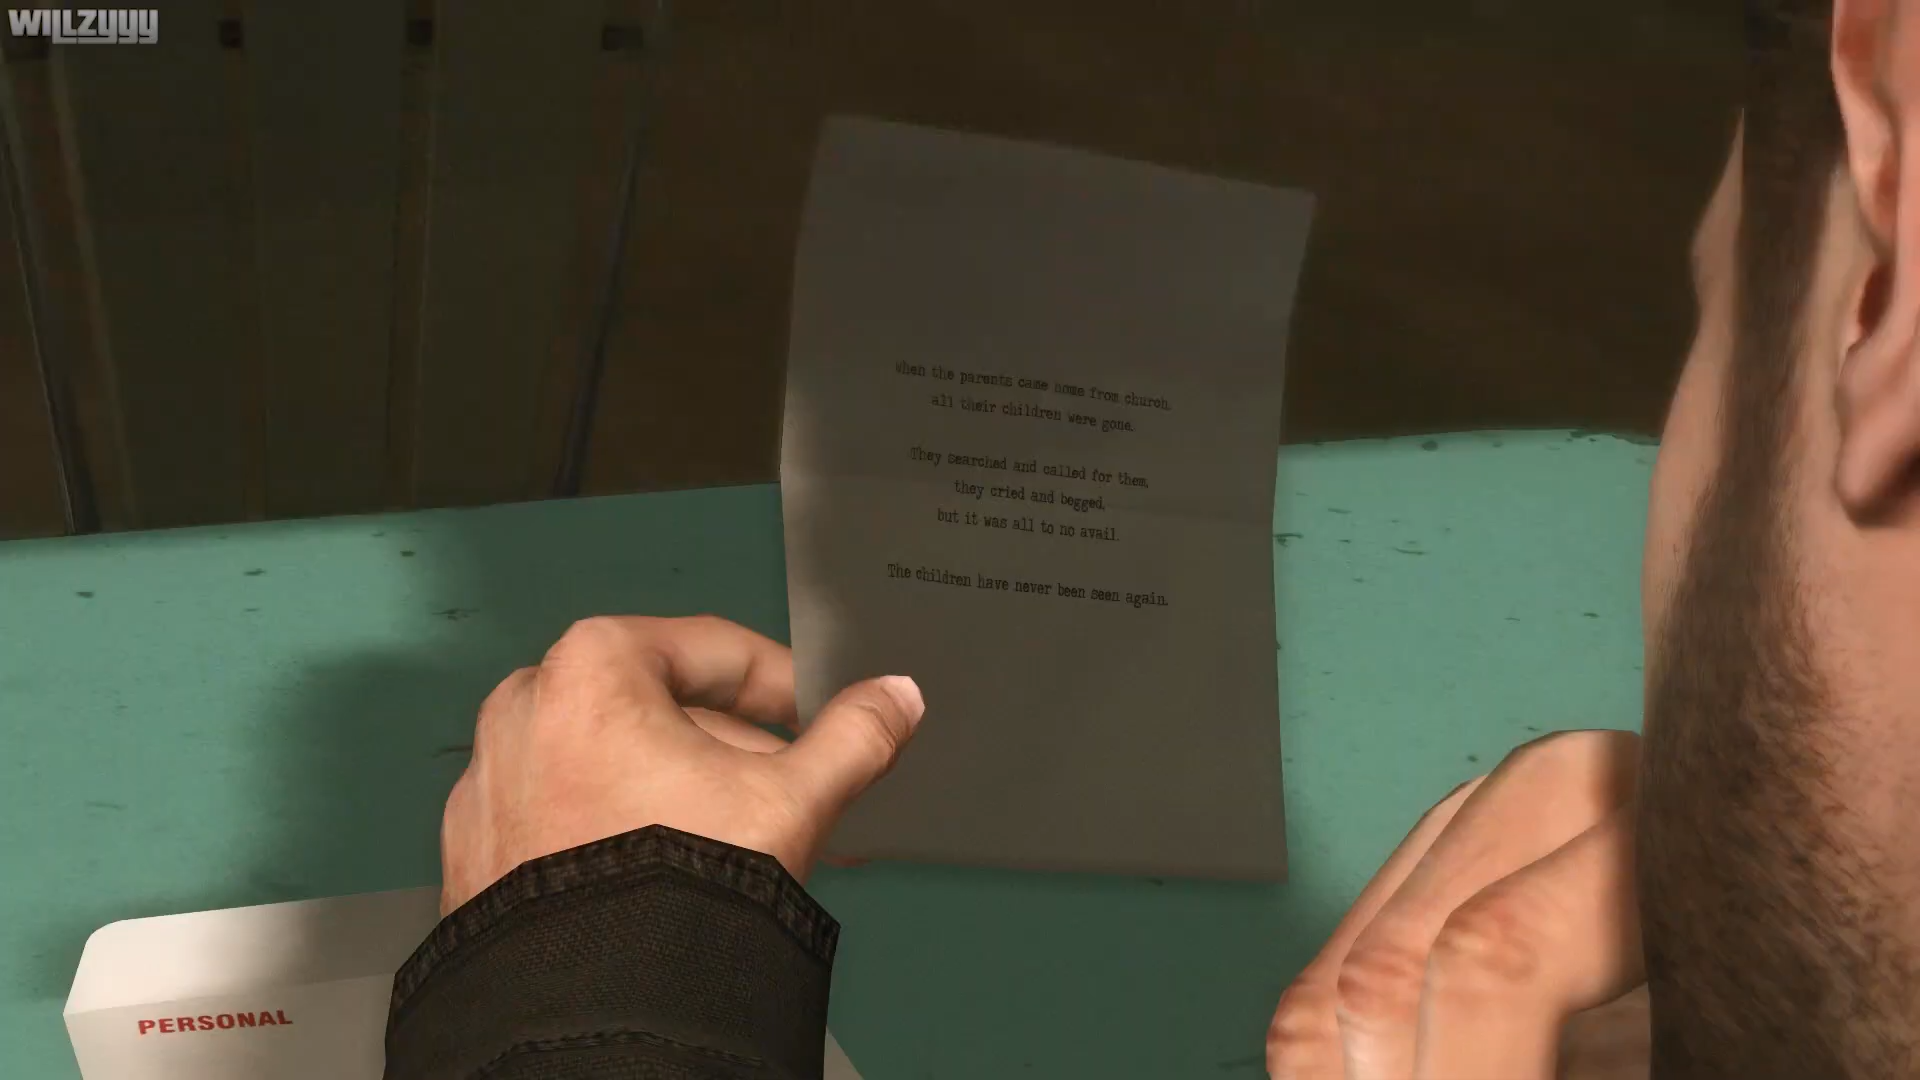 WILLZYYY
When the parents came home from church,
all their children were gone.
They searched and called for them,
they cried and begged,
but it was all to no avail.
The children have never been seen again.
PERSONAL